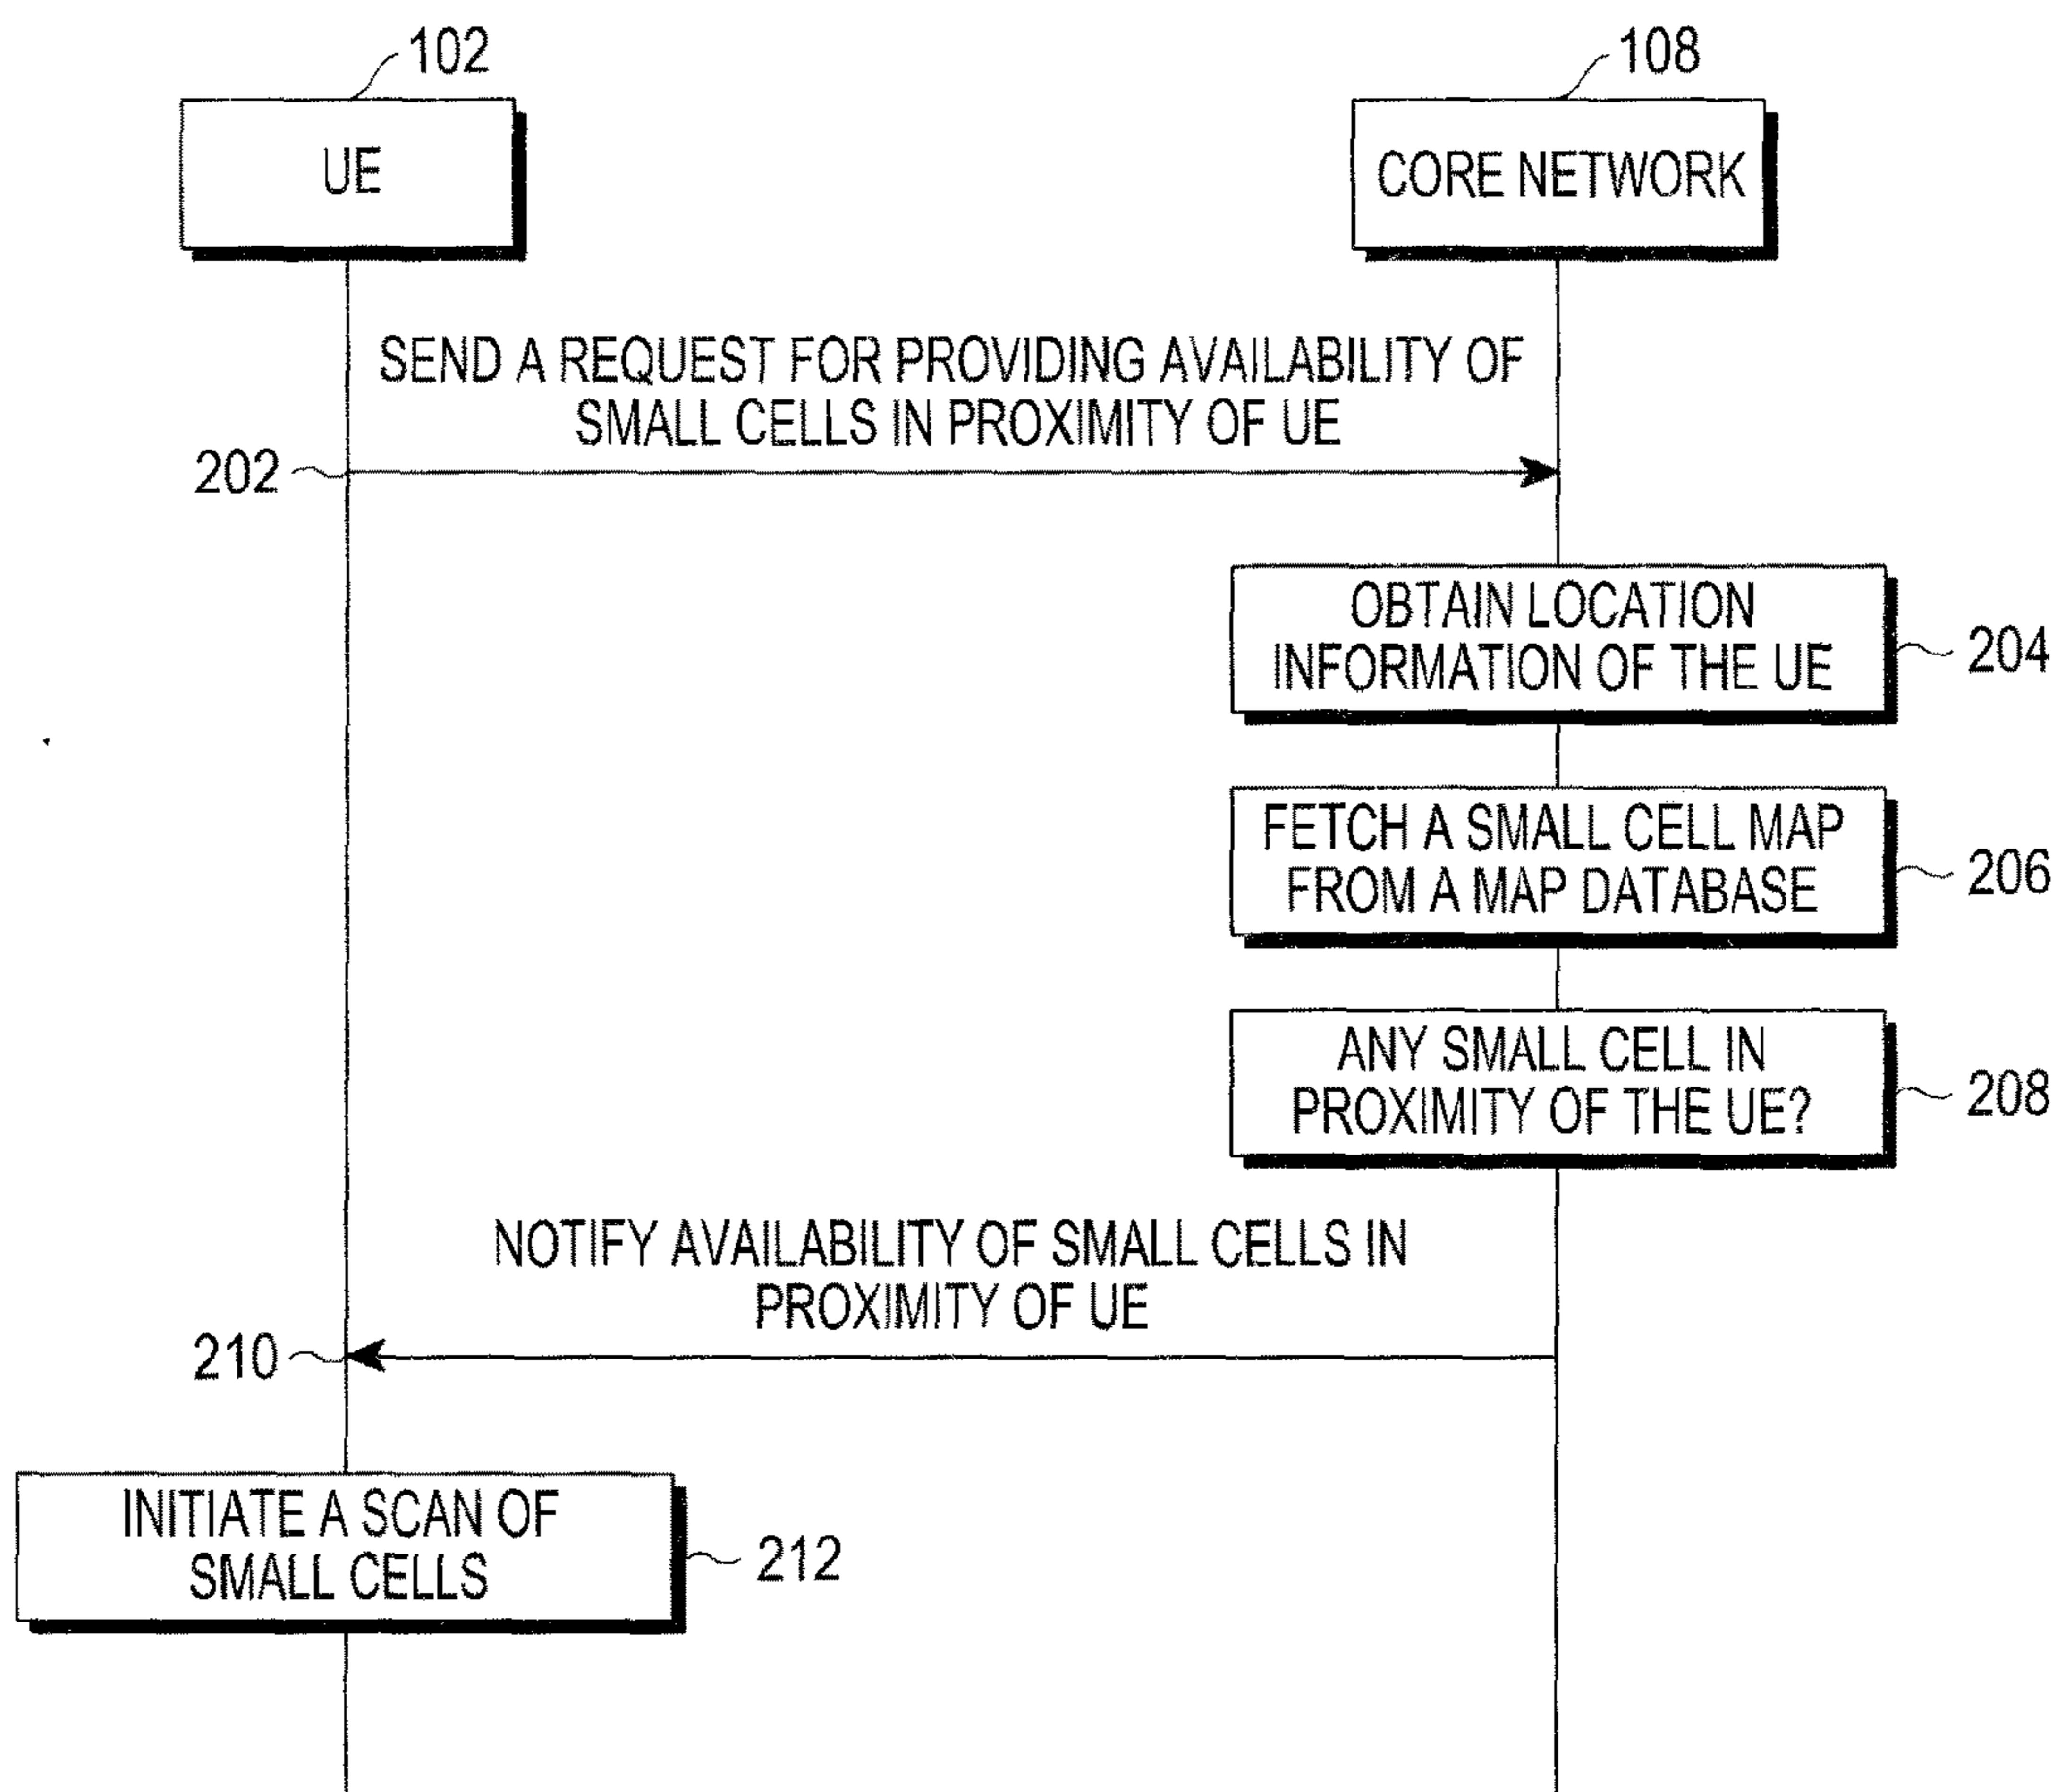 102
108
UE
CORE NETWORK
SEND A REQUEST FOR PROVIDING AVAILABILITY OF
SMALL CELLS IN PROXIMITY OF UE
202
OBTAIN LOCATION
INFORMATION OF THE UE
204
FETCH A SMALL CELL MAP
FROM A MAP DATABASE
206
ANY SMALL CELL IN
PROXIMITY OF THE UE?
208
NOTIFY AVAILABILITY OF SMALL CELLS IN
PROXIMITY OF UE
210
INITIATE A SCAN OF
SMALL CELLS
212